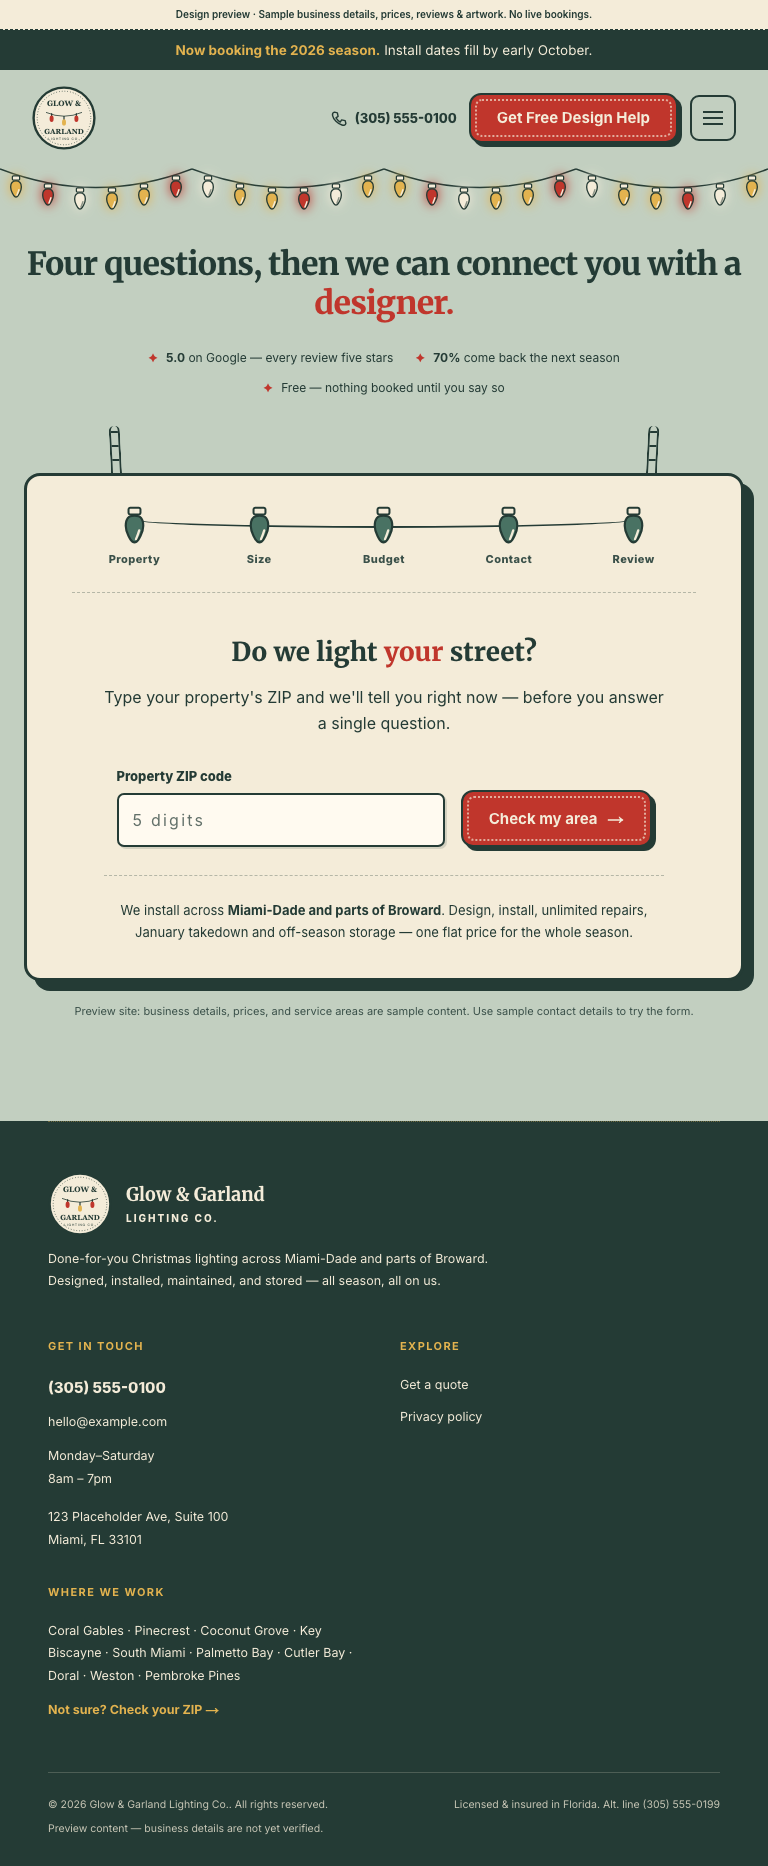 Design preview · Sample business details, prices, reviews & artwork. No live bookings.
Now booking the 2026 season. Install dates fill by early October.
GLOW &
GARLAND
LIGHTING CO.
(305) 555-0100
Get Free Design Help
Four questions, then we can connect you with a
designer.
✦ 5.0 on Google — every review five stars ✦ 70% come back the next season
✦ Free — nothing booked until you say so
Property Size Budget Contact Review
Do we light your street?
Type your property's ZIP and we'll tell you right now — before you answer
a single question.
Property ZIP code
5 digits
Check my area →
We install across Miami-Dade and parts of Broward. Design, install, unlimited repairs,
January takedown and off-season storage — one flat price for the whole season.
Preview site: business details, prices, and service areas are sample content. Use sample contact details to try the form.
GLOW &
GARLAND
LIGHTING CO.
Glow & Garland
LIGHTING CO.
Done-for-you Christmas lighting across Miami-Dade and parts of Broward.
Designed, installed, maintained, and stored — all season, all on us.
GET IN TOUCH
(305) 555-0100
hello@example.com
Monday–Saturday
8am – 7pm
123 Placeholder Ave, Suite 100
Miami, FL 33101
EXPLORE
Get a quote
Privacy policy
WHERE WE WORK
Coral Gables · Pinecrest · Coconut Grove · Key
Biscayne · South Miami · Palmetto Bay · Cutler Bay ·
Doral · Weston · Pembroke Pines
Not sure? Check your ZIP →
© 2026 Glow & Garland Lighting Co.. All rights reserved.
Licensed & insured in Florida. Alt. line (305) 555-0199
Preview content — business details are not yet verified.